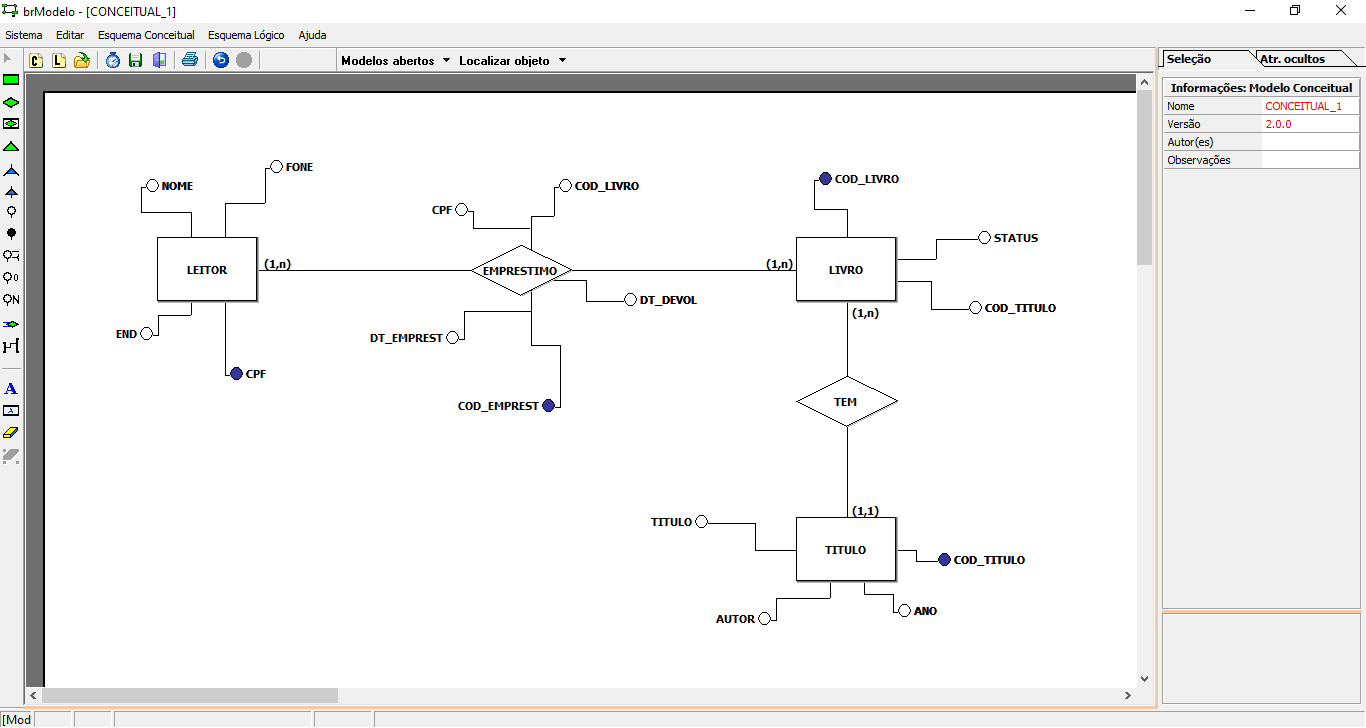 brModelo - [CONCEITUAL_1]
Sistema Editar Esquema Conceitual Esquema Lógico Ajuda
C L Modelos abertos Localizar objeto
Seleção Atr. ocultos
Informações: Modelo Conceitual
Nome CONCEITUAL_1
Versão 2.0.0
Autor(es)
Observações
FONE
NOME
COD_LIVRO
CPF
COD_LIVRO
STATUS
LEITOR
(1,n)
EMPRESTIMO
(1,n)
LIVRO
DT_DEVOL
COD_TITULO
(1,n)
END
DT_EMPREST
CPF
COD_EMPREST
TEM
(1,1)
TITULO
TITULO
COD_TITULO
AUTOR
ANO
A
A
[Mod